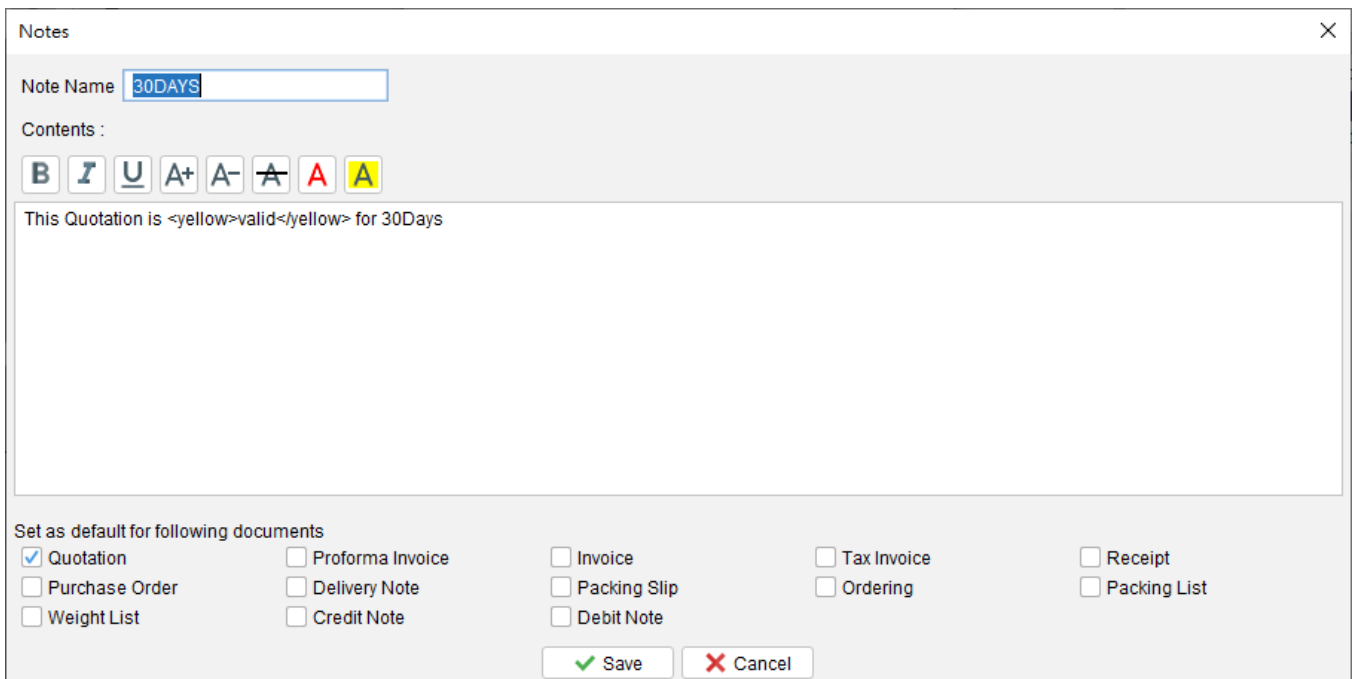 Notes
Note Name 30DAYS
Contents :
B I U A+ A- A A A
This Quotation is <yellow>valid</yellow> for 30Days
Set as default for following documents
Quotation Proforma Invoice Invoice Tax Invoice Receipt
Purchase Order Delivery Note Packing Slip Ordering Packing List
Weight List Credit Note Debit Note
Save Cancel